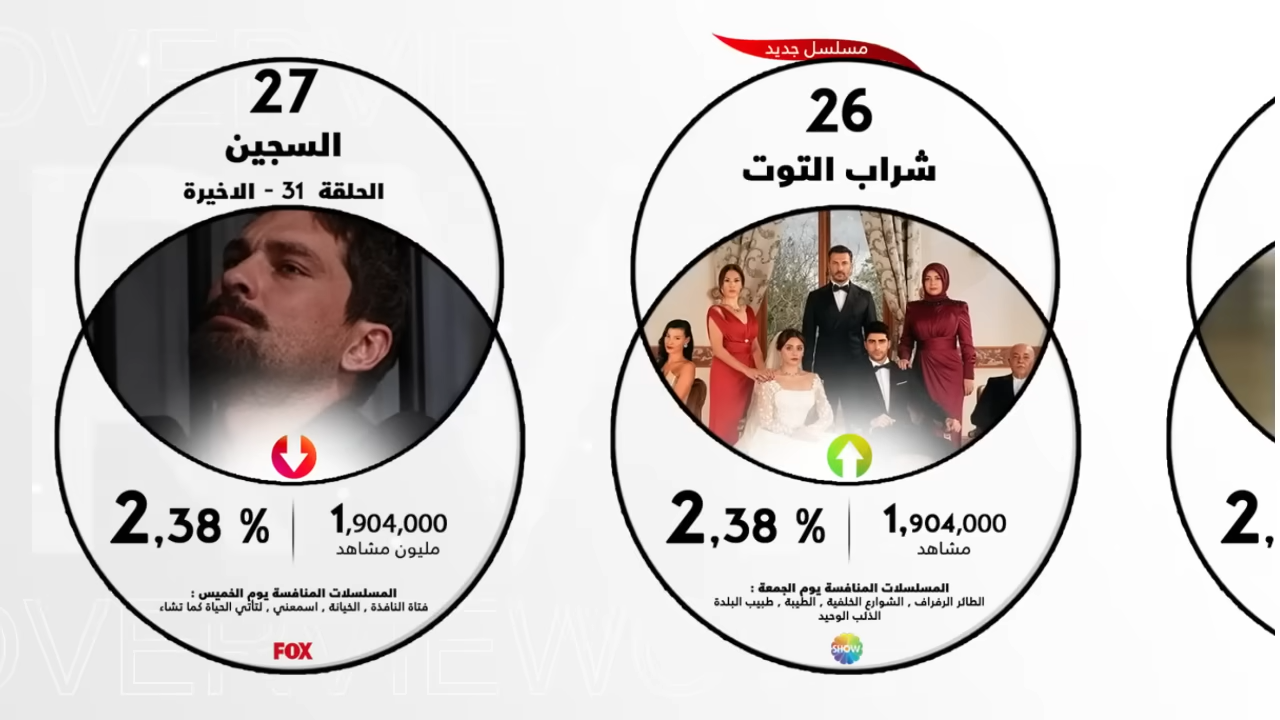 27
السجين
الحلقة 31 - الاخيرة
2,38 %
1,904,000
مليون مشاهد
المسلسلات المنافسة يوم الخميس :
فتاة النافذة , الخيانة , اسمعني , لتأتي الحياة كما تشاء
FOX
مسلسل جديد
26
شراب التوت
2,38 %
1,904,000
مشاهد
المسلسلات المنافسة يوم الجمعة :
الطائر الرفراف , الشوارع الخلفية , الطيبة , طبيب البلدة
الذئب الوحيد
SHOW
2,
OVERVIE
OVERVIEW